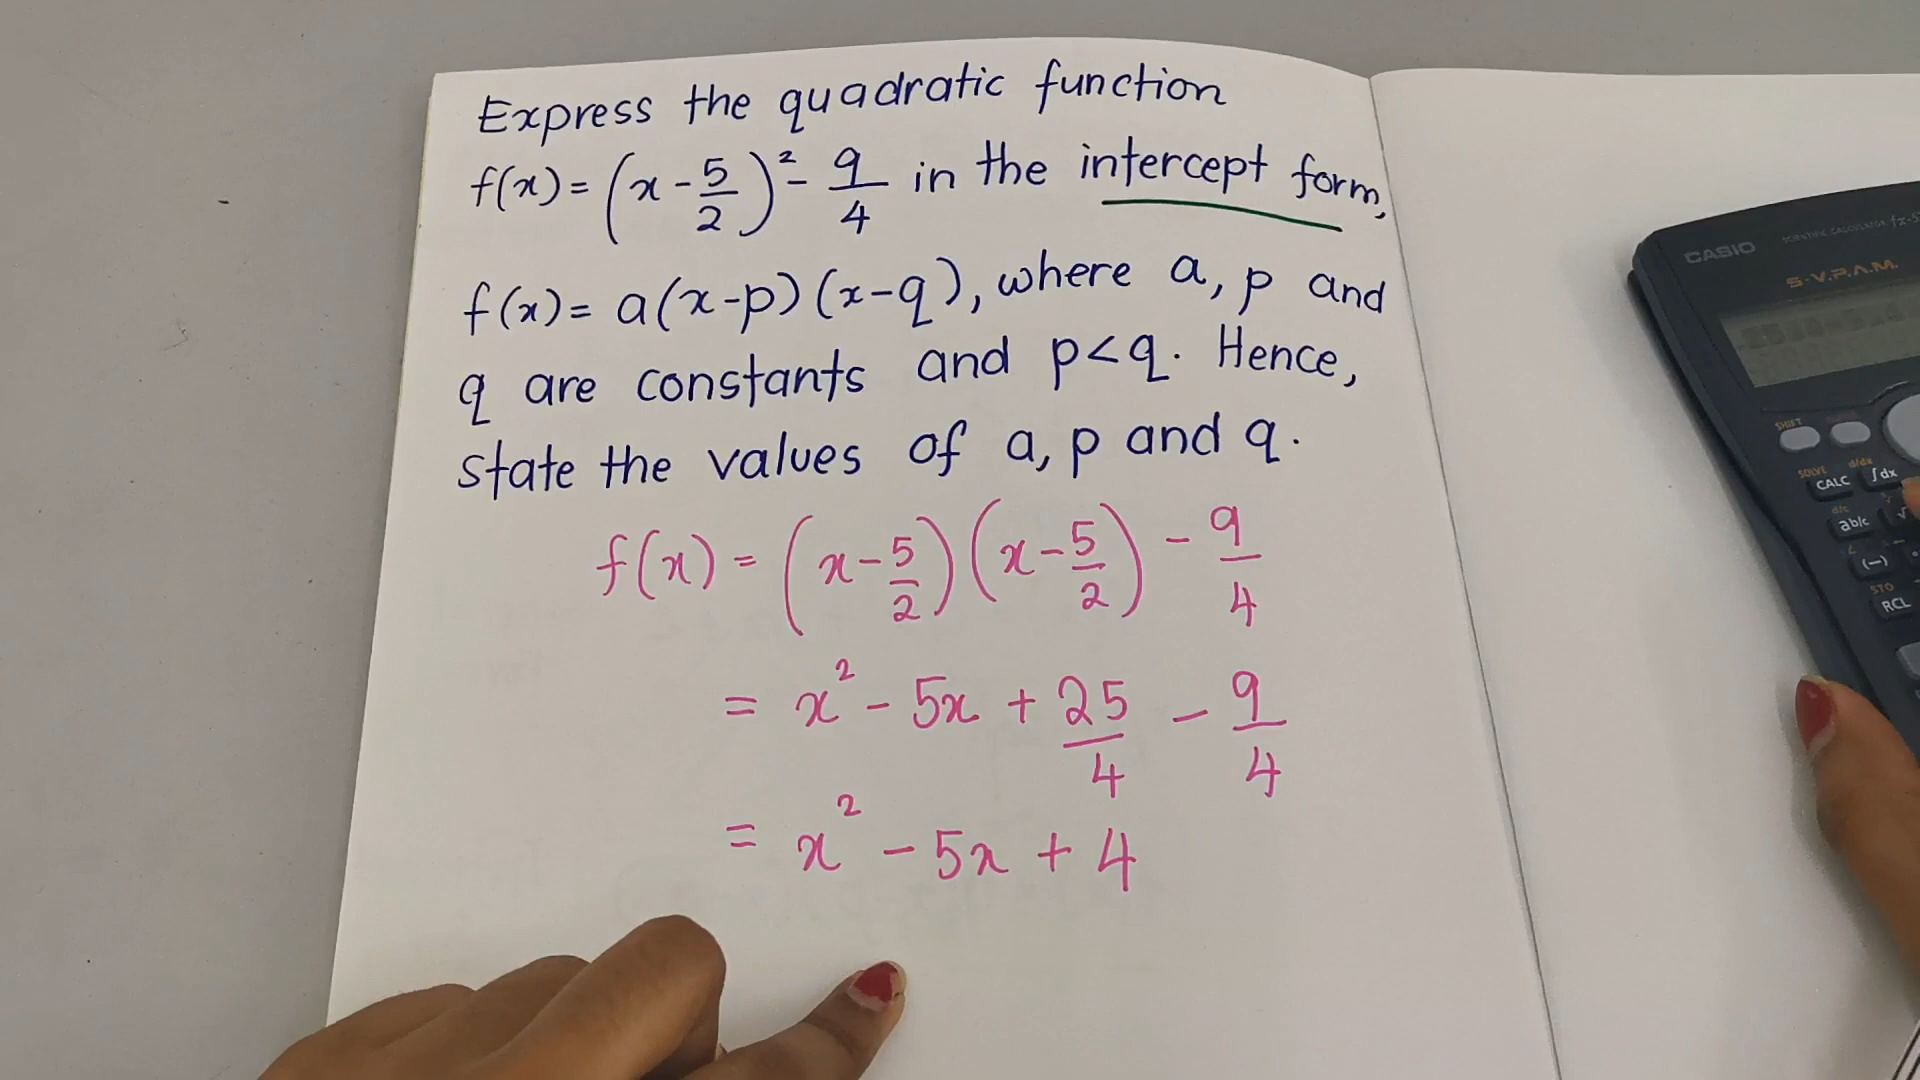 Express the quadratic function
f(x) = (x - 5/2)² - 9/4 in the intercept form,
f(x) = a(x-p)(x-q), where a, p and
q are constants and p<q. Hence,
state the values of a, p and q.
f(x) = (x - 5/2)(x - 5/2) - 9/4
= x² - 5x + 25/4 - 9/4
= x² - 5x + 4
CASIO
S-V.P.A.M.
SHIFT
SOLVE d/dx
CALC ∫dx
d/c
ab/c √
(-)
STO
RCL